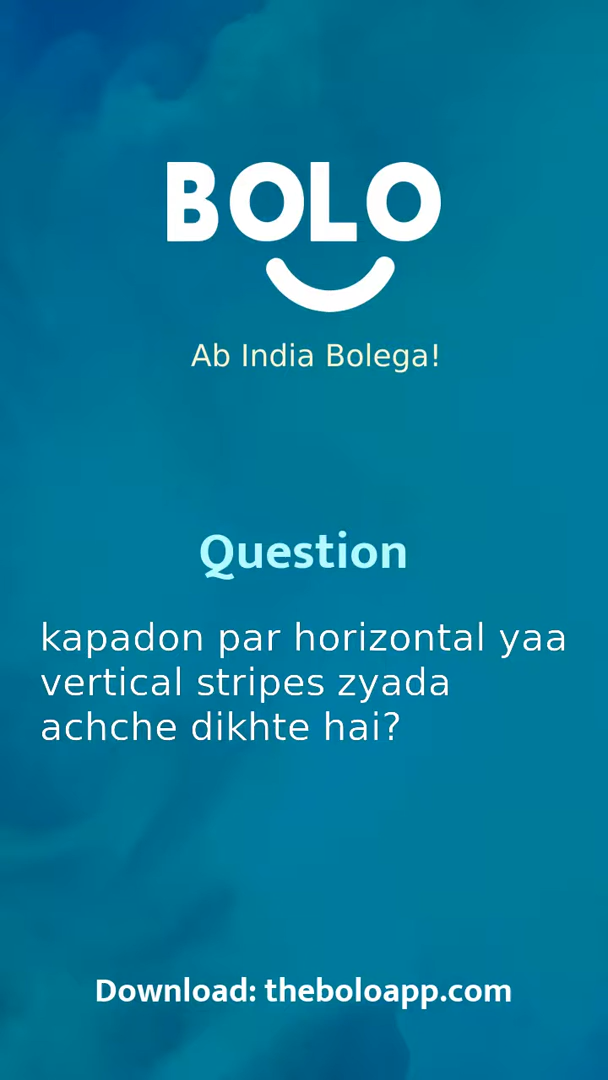 BOLO
Ab India Bolega!
Question
kapadon par horizontal yaa
vertical stripes zyada
achche dikhte hai?
Download: theboloapp.com